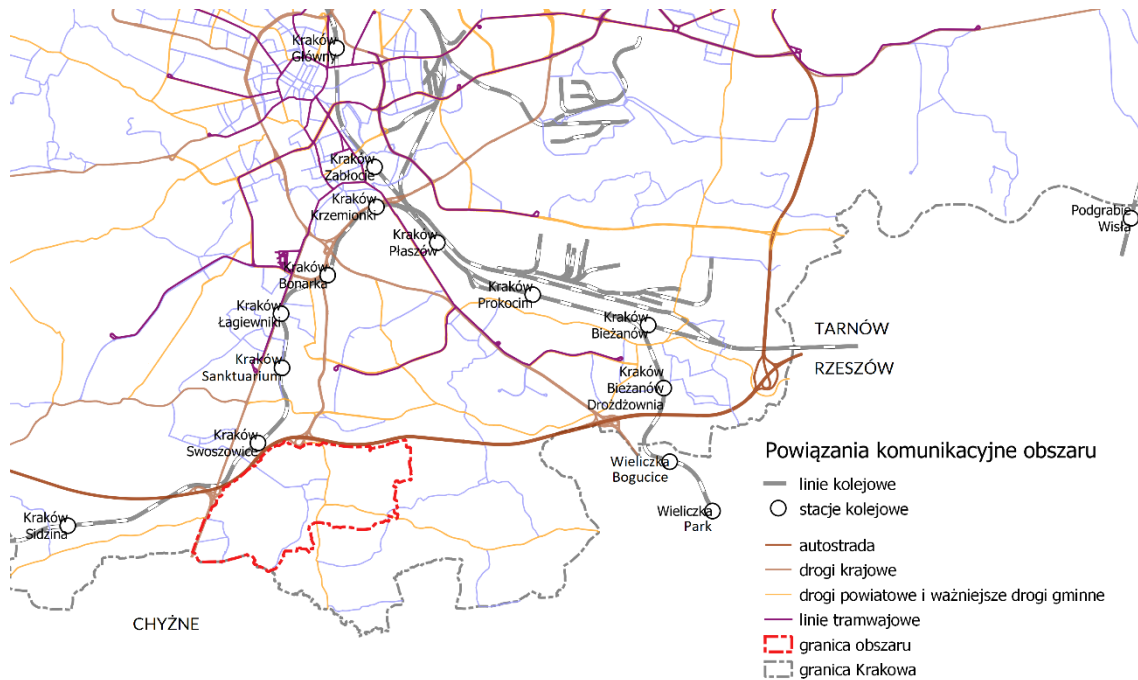 Kraków
Główny
Kraków
Zabłocie
Kraków
Krzemionki
Kraków
Płaszów
Podgrabie
Wisła
Kraków
Bonarka
Kraków
Prokocim
Kraków
Łagiewniki
Kraków
Bieżanów
TARNÓW
RZESZÓW
Kraków
Sanktuarium
Kraków
Bieżanów
Drożdżownia
Kraków
Swoszowice
Wieliczka
Bogucice
Wieliczka
Park
Kraków
Sidzina
CHYŻNE
Powiązania komunikacyjne obszaru
linie kolejowe
stacje kolejowe
autostrada
drogi krajowe
drogi powiatowe i ważniejsze drogi gminne
linie tramwajowe
granica obszaru
granica Krakowa